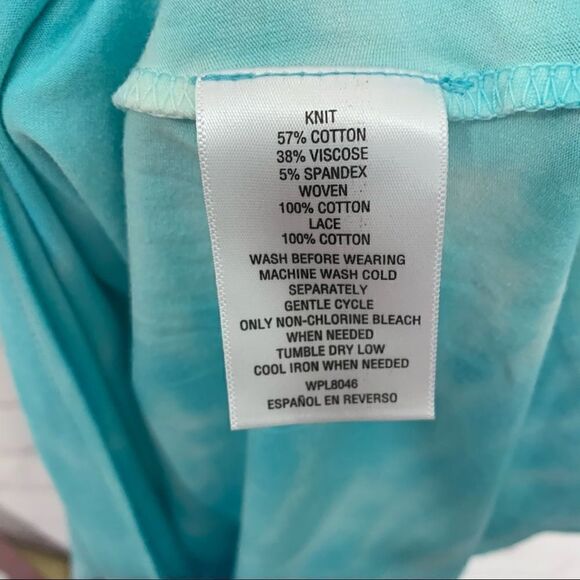 KNIT
57% COTTON
38% VISCOSE
5% SPANDEX
WOVEN
100% COTTON
LACE
100% COTTON
WASH BEFORE WEARING
MACHINE WASH COLD
SEPARATELY
GENTLE CYCLE
ONLY NON-CHLORINE BLEACH
WHEN NEEDED
TUMBLE DRY LOW
COOL IRON WHEN NEEDED
WPL8046
ESPAÑOL EN REVERSO